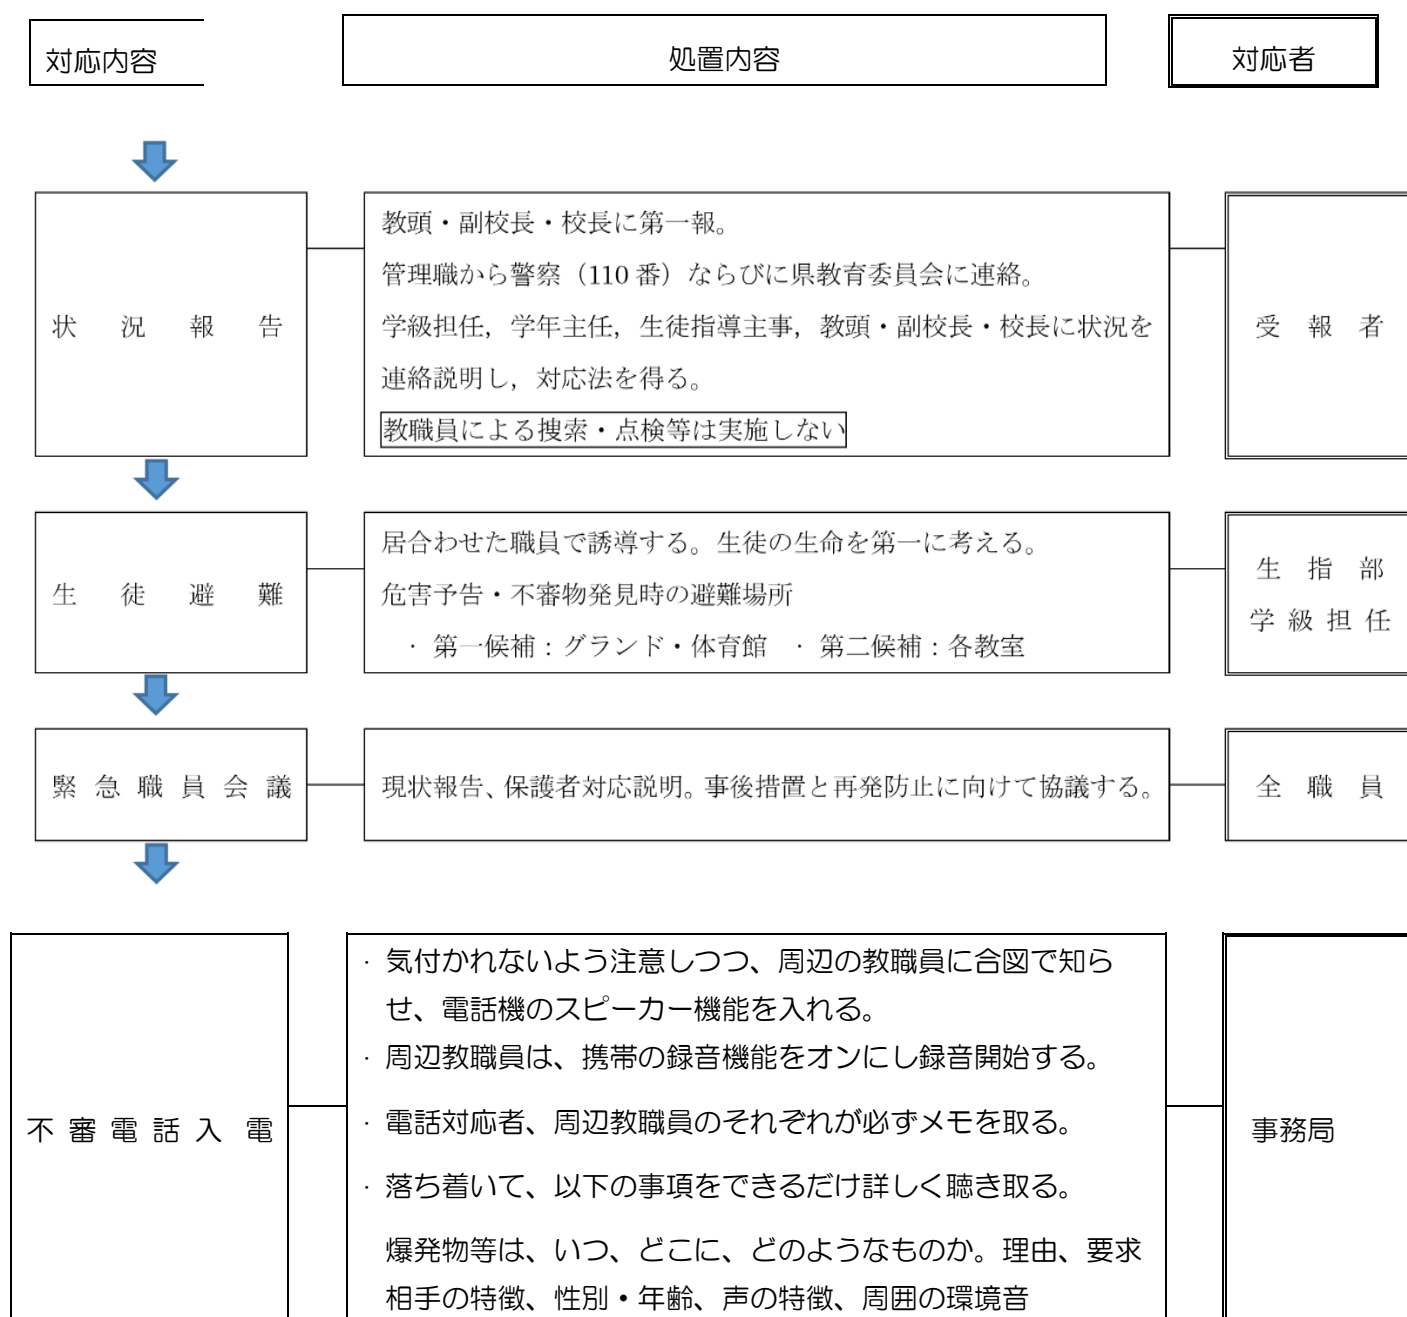 対応内容
処置内容
対応者
状況報告
教頭・副校長・校長に第一報。
管理職から警察（110番）ならびに県教育委員会に連絡。
学級担任，学年主任，生徒指導主事，教頭・副校長・校長に状況を
連絡説明し，対応法を得る。
教職員による捜索・点検等は実施しない
受報者
生徒避難
居合わせた職員で誘導する。生徒の生命を第一に考える。
危害予告・不審物発見時の避難場所
・第一候補：グランド・体育館 ・第二候補：各教室
生指部
学級担任
緊急職員会議
現状報告、保護者対応説明。事後措置と再発防止に向けて協議する。
全職員
不審電話入電
・気付かれないよう注意しつつ、周辺の教職員に合図で知ら
せ、電話機のスピーカー機能を入れる。
・周辺教職員は、携帯の録音機能をオンにし録音開始する。
・電話対応者、周辺教職員のそれぞれが必ずメモを取る。
・落ち着いて、以下の事項をできるだけ詳しく聴き取る。
爆発物等は、いつ、どこに、どのようなものか。理由、要求
相手の特徴、性別・年齢、声の特徴、周囲の環境音
事務局